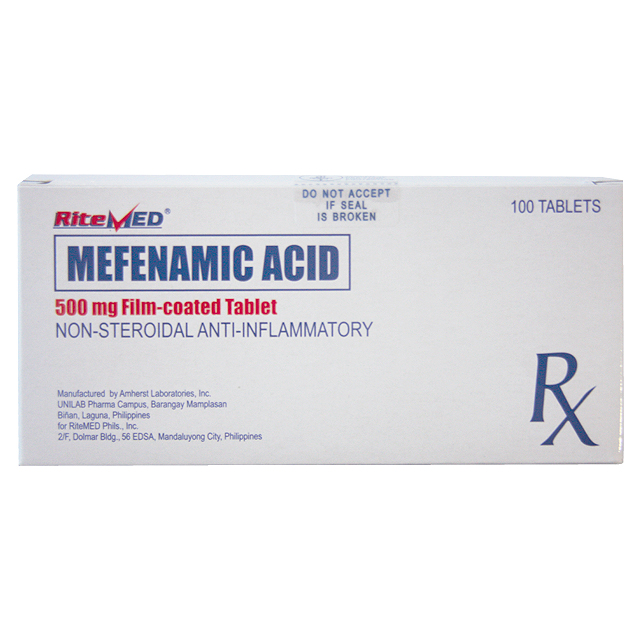 DO NOT ACCEPT
IF SEAL
IS BROKEN
100 TABLETS
RiteMED®
MEFENAMIC ACID
500 mg Film-coated Tablet
NON-STEROIDAL ANTI-INFLAMMATORY
Rx
Manufactured by Amherst Laboratories, Inc.
UNILAB Pharma Campus, Barangay Mamplasan
Biñan, Laguna, Philippines
for RiteMED Phils., Inc.
2/F, Dolmar Bldg., 56 EDSA, Mandaluyong City, Philippines